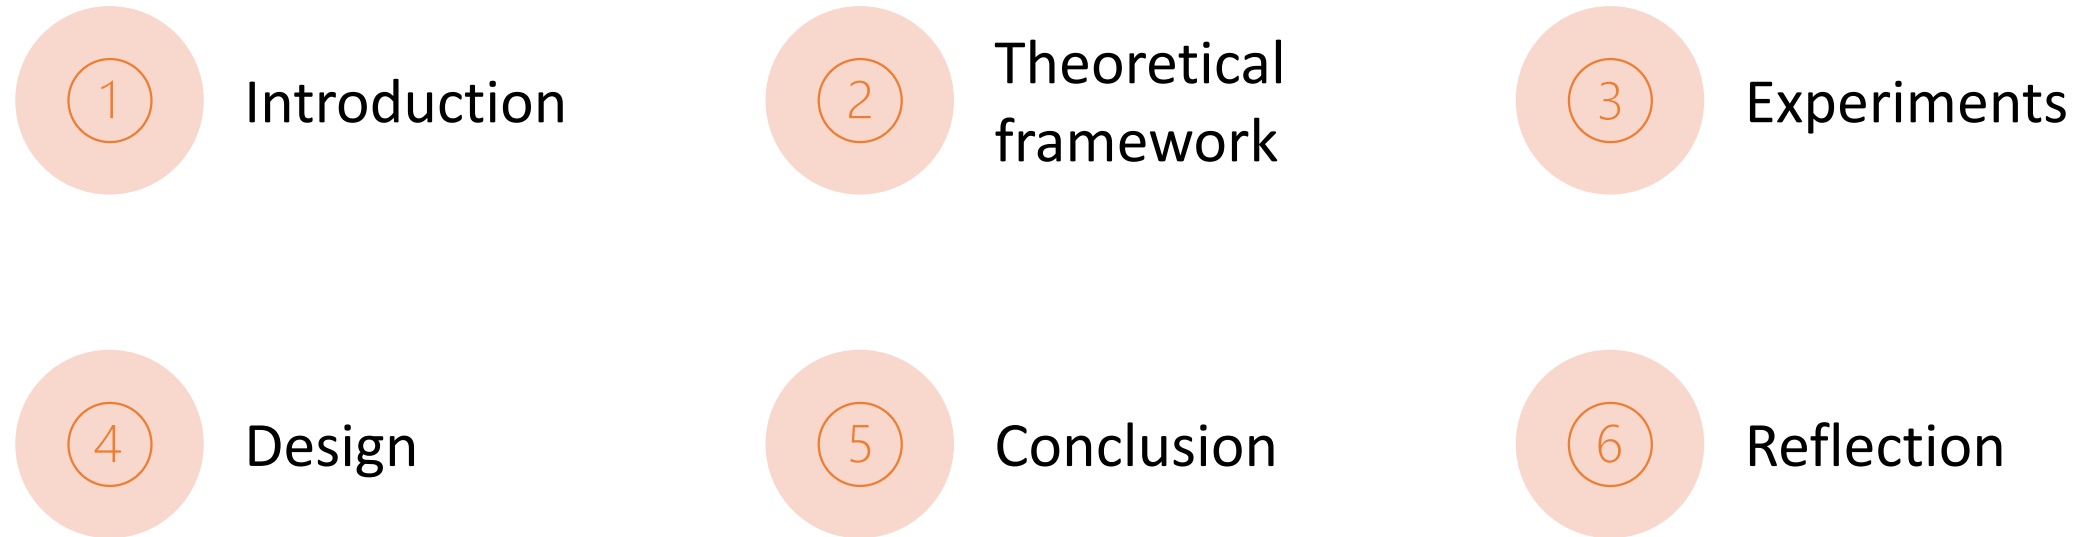 1 Introduction
2 Theoretical
framework
3 Experiments
4 Design
5 Conclusion
6 Reflection